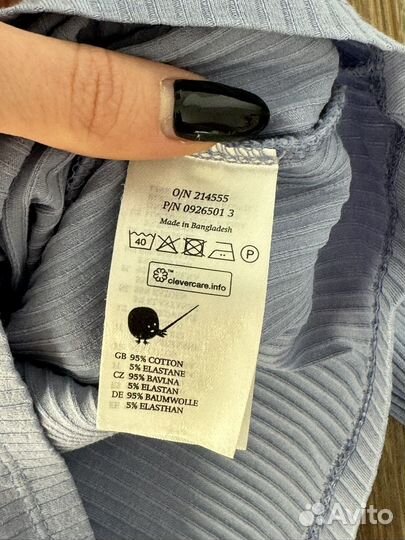 O/N 214555
P/N 0926501 3
Made in Bangladesh
40 P
™
clevercare.info
GB 95% COTTON
5% ELASTANE
CZ 95% BAVLNA
5% ELASTAN
DE 95% BAUMWOLLE
5% ELASTHAN
Avito